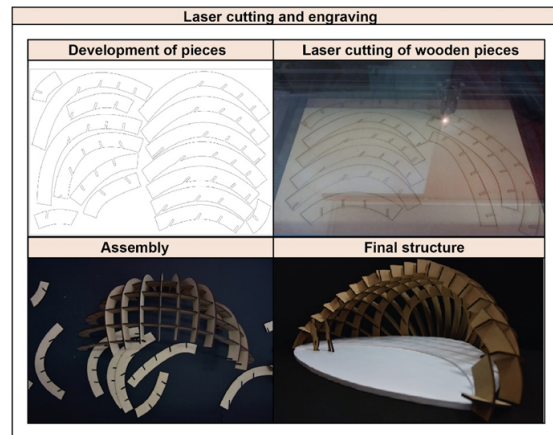 Laser cutting and engraving
Development of pieces
Laser cutting of wooden pieces
Assembly
Final structure